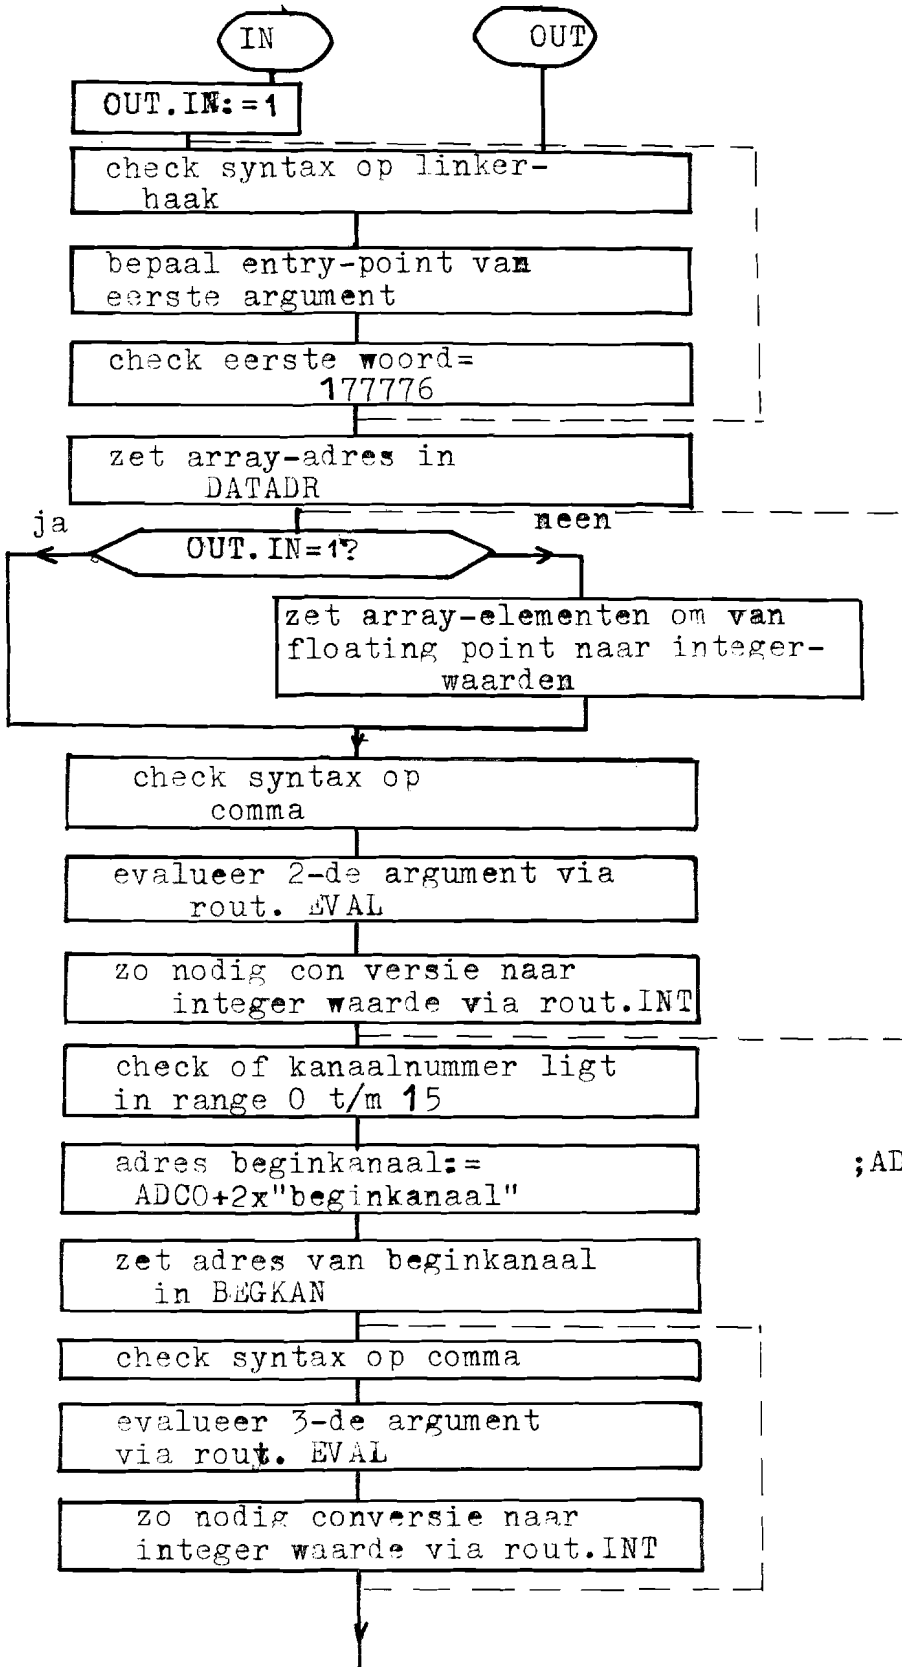 IN
OUT
OUT.IN:=1
check syntax op linker-
haak
bepaal entry-point van
eerste argument
check eerste woord=
177776
zet array-adres in
DATADR
ja
neen
OUT.IN=1?
zet array-elementen om van
floating point naar integer-
waarden
check syntax op
comma
evalueer 2-de argument via
rout. EVAL
zo nodig con versie naar
integer waarde via rout.INT
check of kanaalnummer ligt
in range 0 t/m 15
adres beginkanaal:=
ADCO+2x"beginkanaal"
;AD
zet adres van beginkanaal
in BEGKAN
check syntax op comma
evalueer 3-de argument
via rout. EVAL
zo nodig conversie naar
integer waarde via rout.INT